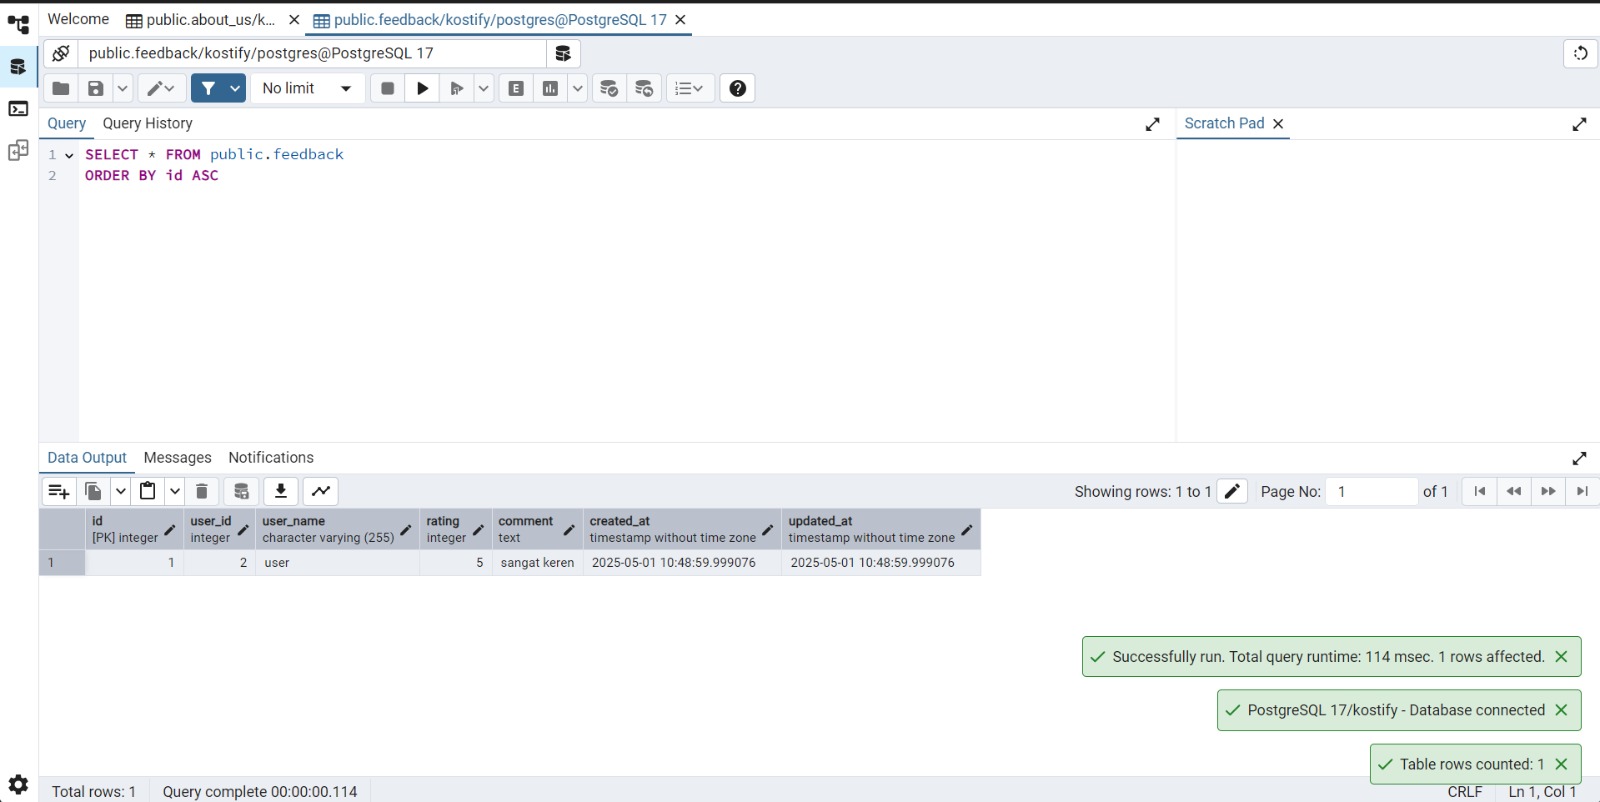 Welcome public.about_us/k... public.feedback/kostify/postgres@PostgreSQL 17
public.feedback/kostify/postgres@PostgreSQL 17
No limit E
Query Query History Scratch Pad
1 SELECT * FROM public.feedback
2 ORDER BY id ASC
Data Output Messages Notifications
Showing rows: 1 to 1 Page No: 1 of 1
id user_id user_name rating comment created_at updated_at
[PK] integer integer character varying (255) integer text timestamp without time zone timestamp without time zone
1 1 2 user 5 sangat keren 2025-05-01 10:48:59.999076 2025-05-01 10:48:59.999076
Successfully run. Total query runtime: 114 msec. 1 rows affected.
PostgreSQL 17/kostify - Database connected
Table rows counted: 1
Total rows: 1 Query complete 00:00:00.114 CRLF Ln 1, Col 1